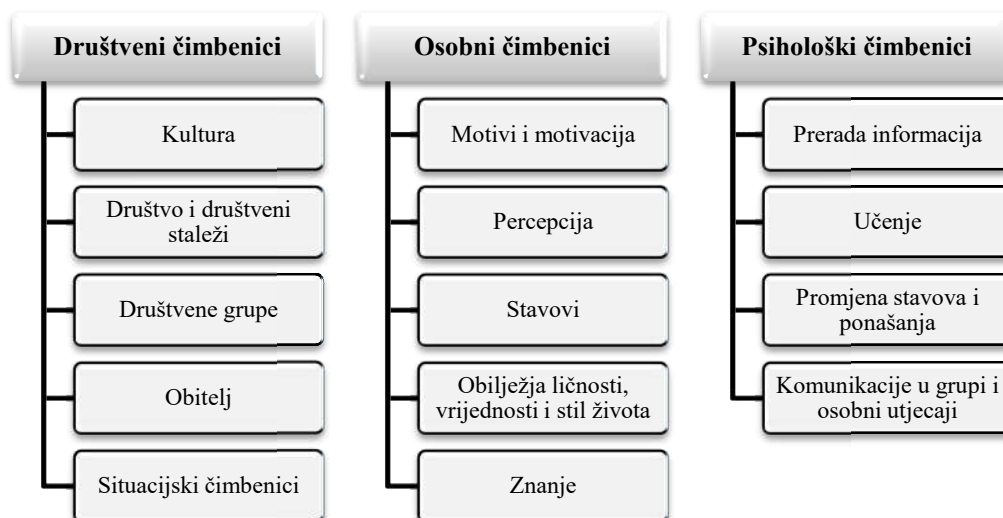 Društveni čimbenici
Kultura
Društvo i društveni
staleži
Društvene grupe
Obitelj
Situacijski čimbenici
Osobni čimbenici
Motivi i motivacija
Percepcija
Stavovi
Obilježja ličnosti,
vrijednosti i stil života
Znanje
Psihološki čimbenici
Prerada informacija
Učenje
Promjena stavova i
ponašanja
Komunikacije u grupi i
osobni utjecaji